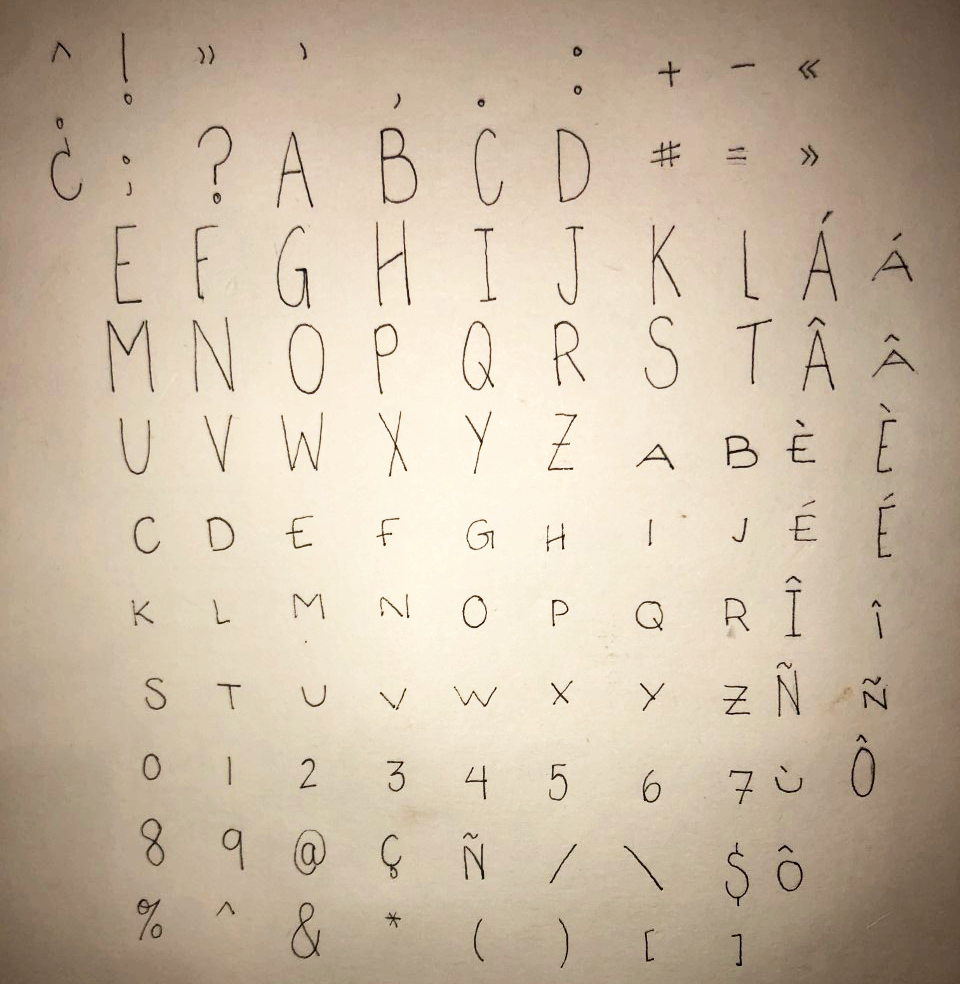 ^ ! ” ’ , . : + - «
¿ ; ? A B C D # = »
E F G H I J K L Á Á
M N O P Q R S T Â Â
U V W X Y Z A B È È
C D E F G H I J É É
K L M N O P Q R Î Î
S T U V W X Y Z Ñ Ñ
0 1 2 3 4 5 6 7 Ù Ô
8 9 @ Ç Ñ / \ $ Ô
% ^ & * ( ) [ ]